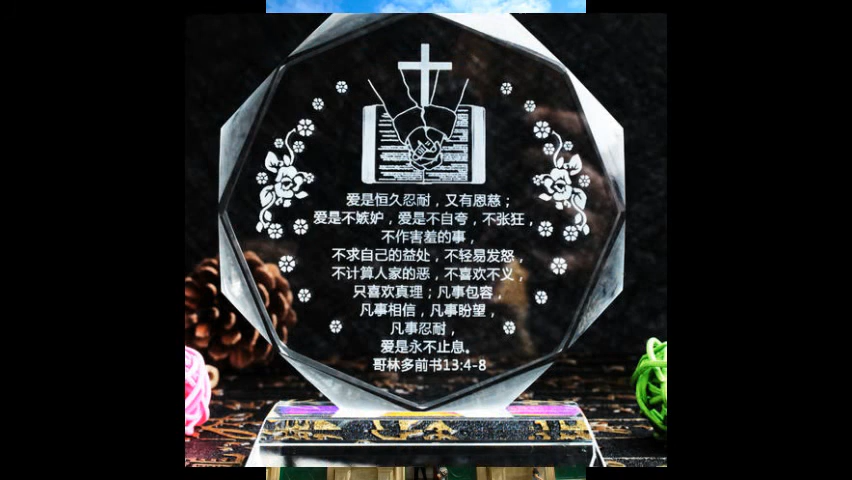 爱是恒久忍耐，又有恩慈；
爱是不嫉妒，爱是不自夸，不张狂，
不作害羞的事，
不求自己的益处，不轻易发怒，
不计算人家的恶，不喜欢不义，
只喜欢真理；凡事包容，
凡事相信，凡事盼望，
凡事忍耐，
爱是永不止息。
哥林多前书13:4-8